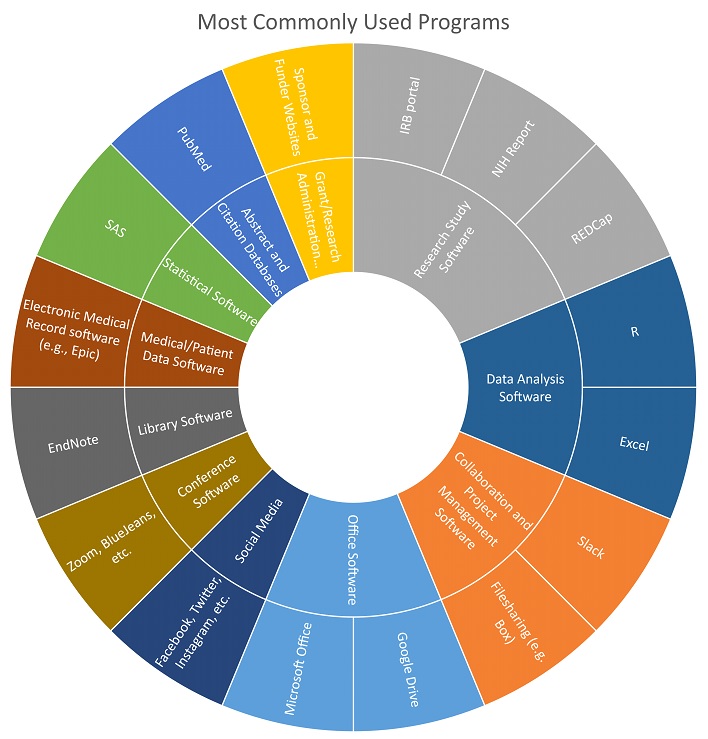 Most Commonly Used Programs
IRB portal
NIH Report
REDCap
Research Study
Software
R
Excel
Data Analysis
Software
Slack
Filesharing (e.g.
Box)
Collaboration and
Project
Management
Software
Google Drive
Microsoft Office
Office Software
Facebook, Twitter,
Instagram, etc.
Social Media
Zoom, BlueJeans,
etc.
Conference
Software
EndNote
Library Software
Electronic Medical
Record software
(e.g., Epic)
Medical/Patient
Data Software
SAS
Statistical Software
PubMed
Abstract and
Citation Databases
Sponsor and
Funder Websites
Grant/Research
Administration...